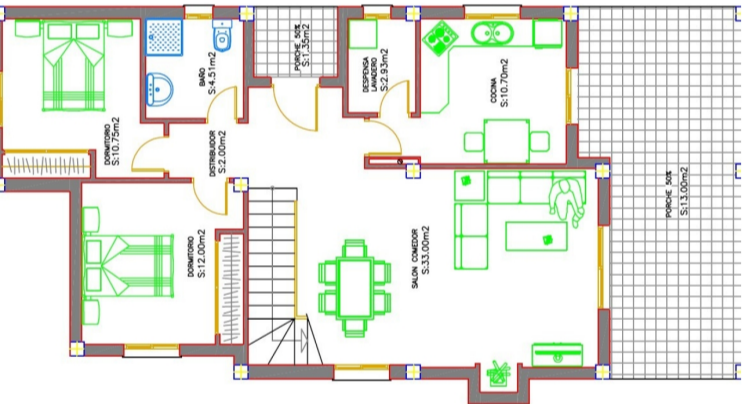 DORMITORIO
S:10.75m2
BAÑO
S:4.51m2
DISTRIBUIDOR
S:2.00m2
DORMITORIO
S:12.00m2
PORCHE 50%
S:1.35m2
DESPENSA
LAVADERO
S:2.93m2
COCINA
S:10.70m2
SALON COMEDOR
S:33.00m2
PORCHE 50%
S:13.00m2